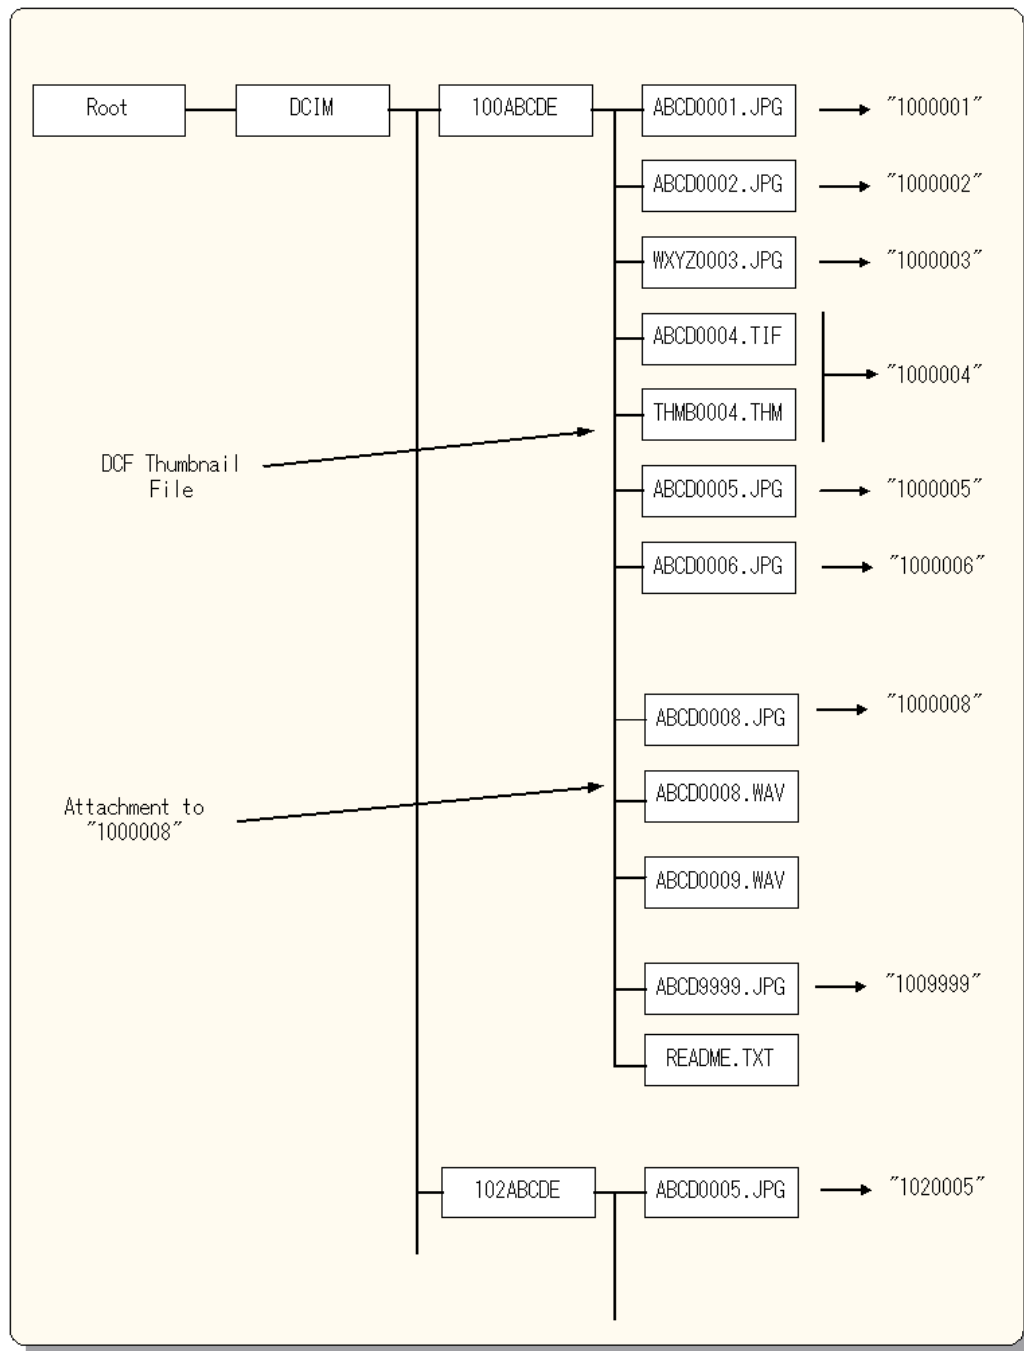 Root DCIM 100ABCDE ABCD0001.JPG "1000001"
ABCD0002.JPG "1000002"
WXYZ0003.JPG "1000003"
ABCD0004.TIF
"1000004"
THMB0004.THM
DCF Thumbnail
File
ABCD0005.JPG "1000005"
ABCD0006.JPG "1000006"
ABCD0008.JPG "1000008"
Attachment to
"1000008"
ABCD0008.WAV
ABCD0009.WAV
ABCD9999.JPG "1009999"
README.TXT
102ABCDE ABCD0005.JPG "1020005"